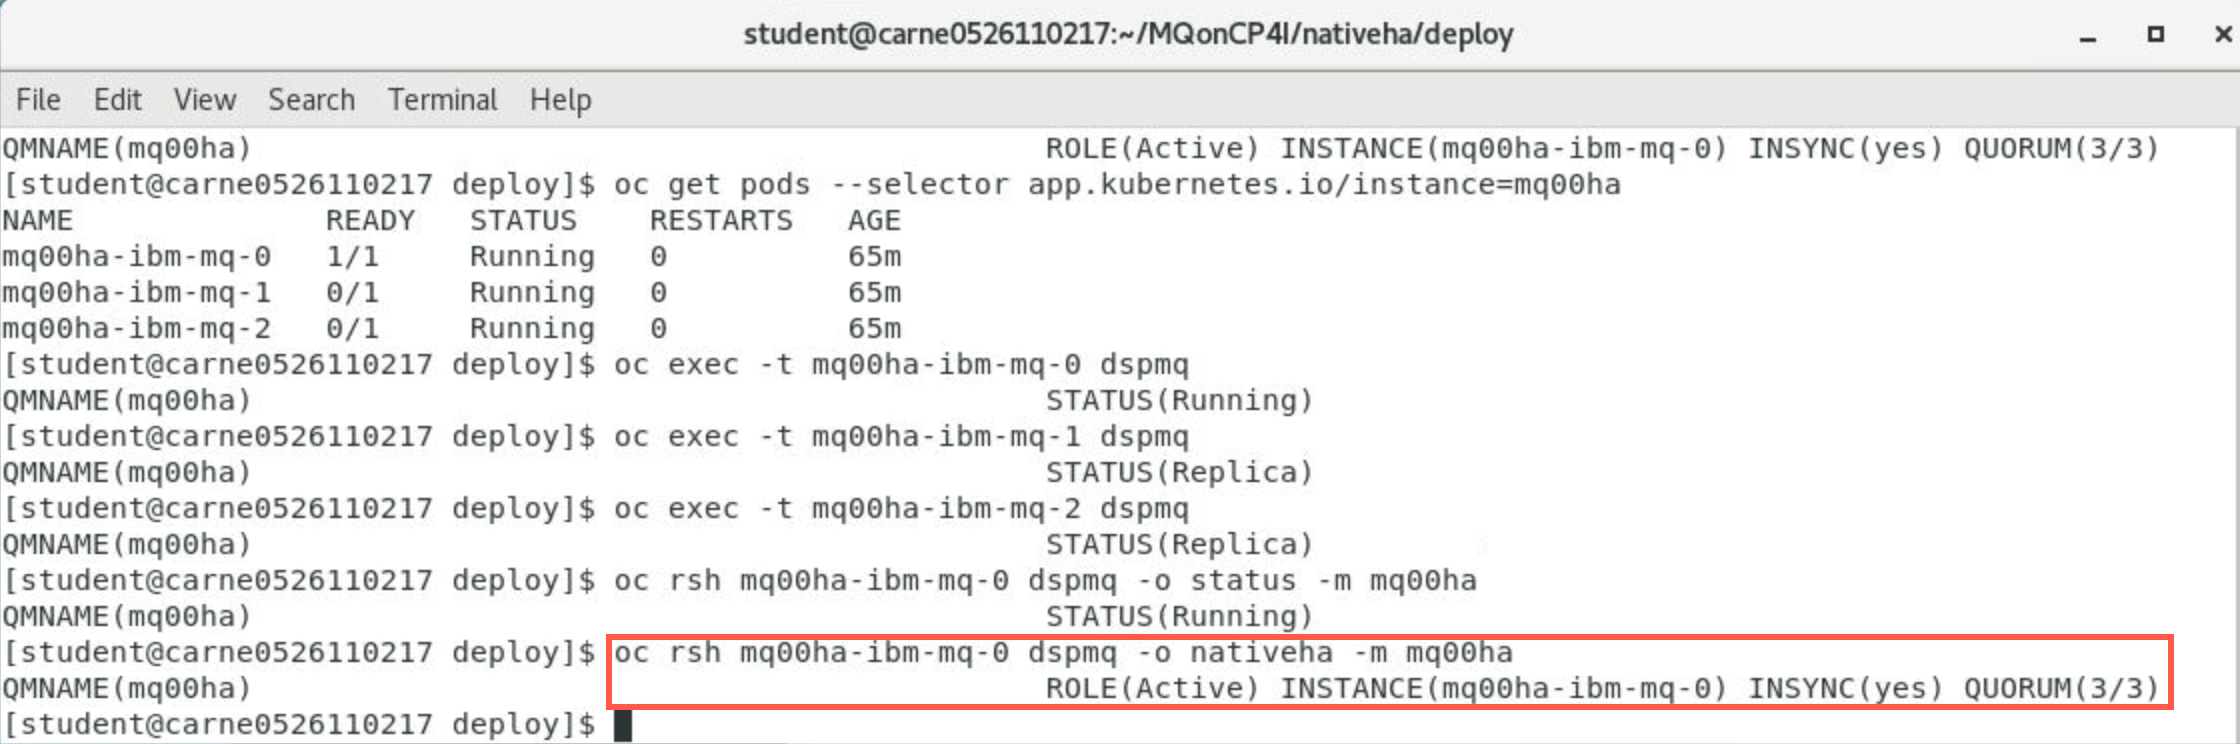 student@carne0526110217:~/MQonCP4I/nativeha/deploy
File Edit View Search Terminal Help
QMNAME(mq00ha) ROLE(Active) INSTANCE(mq00ha-ibm-mq-0) INSYNC(yes) QUORUM(3/3)
[student@carne0526110217 deploy]$ oc get pods --selector app.kubernetes.io/instance=mq00ha
NAME READY STATUS RESTARTS AGE
mq00ha-ibm-mq-0 1/1 Running 0 65m
mq00ha-ibm-mq-1 0/1 Running 0 65m
mq00ha-ibm-mq-2 0/1 Running 0 65m
[student@carne0526110217 deploy]$ oc exec -t mq00ha-ibm-mq-0 dspmq
QMNAME(mq00ha) STATUS(Running)
[student@carne0526110217 deploy]$ oc exec -t mq00ha-ibm-mq-1 dspmq
QMNAME(mq00ha) STATUS(Replica)
[student@carne0526110217 deploy]$ oc exec -t mq00ha-ibm-mq-2 dspmq
QMNAME(mq00ha) STATUS(Replica)
[student@carne0526110217 deploy]$ oc rsh mq00ha-ibm-mq-0 dspmq -o status -m mq00ha
QMNAME(mq00ha) STATUS(Running)
[student@carne0526110217 deploy]$ oc rsh mq00ha-ibm-mq-0 dspmq -o nativeha -m mq00ha
QMNAME(mq00ha) ROLE(Active) INSTANCE(mq00ha-ibm-mq-0) INSYNC(yes) QUORUM(3/3)
[student@carne0526110217 deploy]$